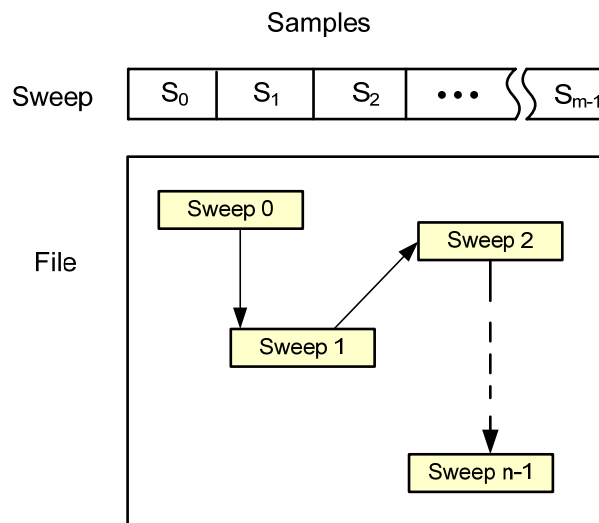 Samples
Sweep S₀ S₁ S₂ ••• Sₘ₋₁
File
Sweep 0
Sweep 2
Sweep 1
Sweep n-1